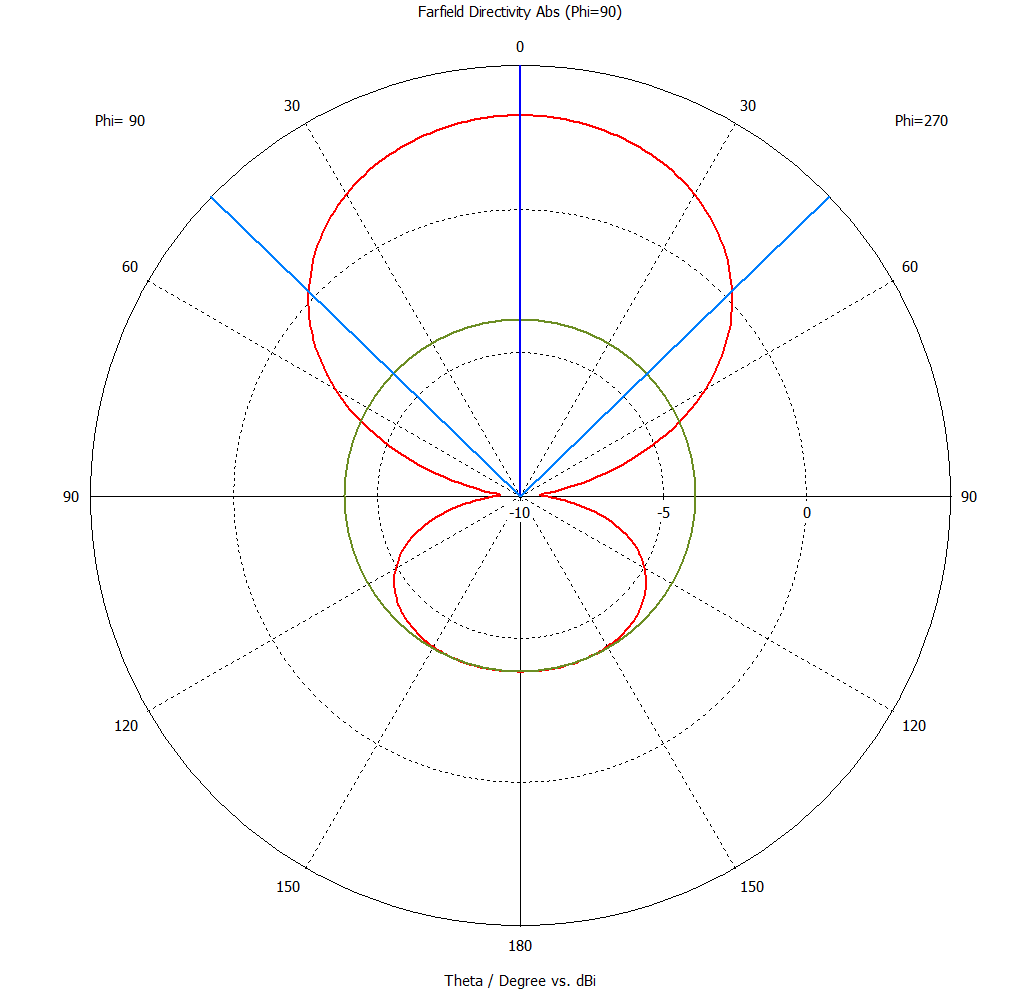 Farfield Directivity Abs (Phi=90)
0
30 30
Phi= 90 Phi=270
60 60
90 90
-10 -5 0
120 120
150 150
180
Theta / Degree vs. dBi